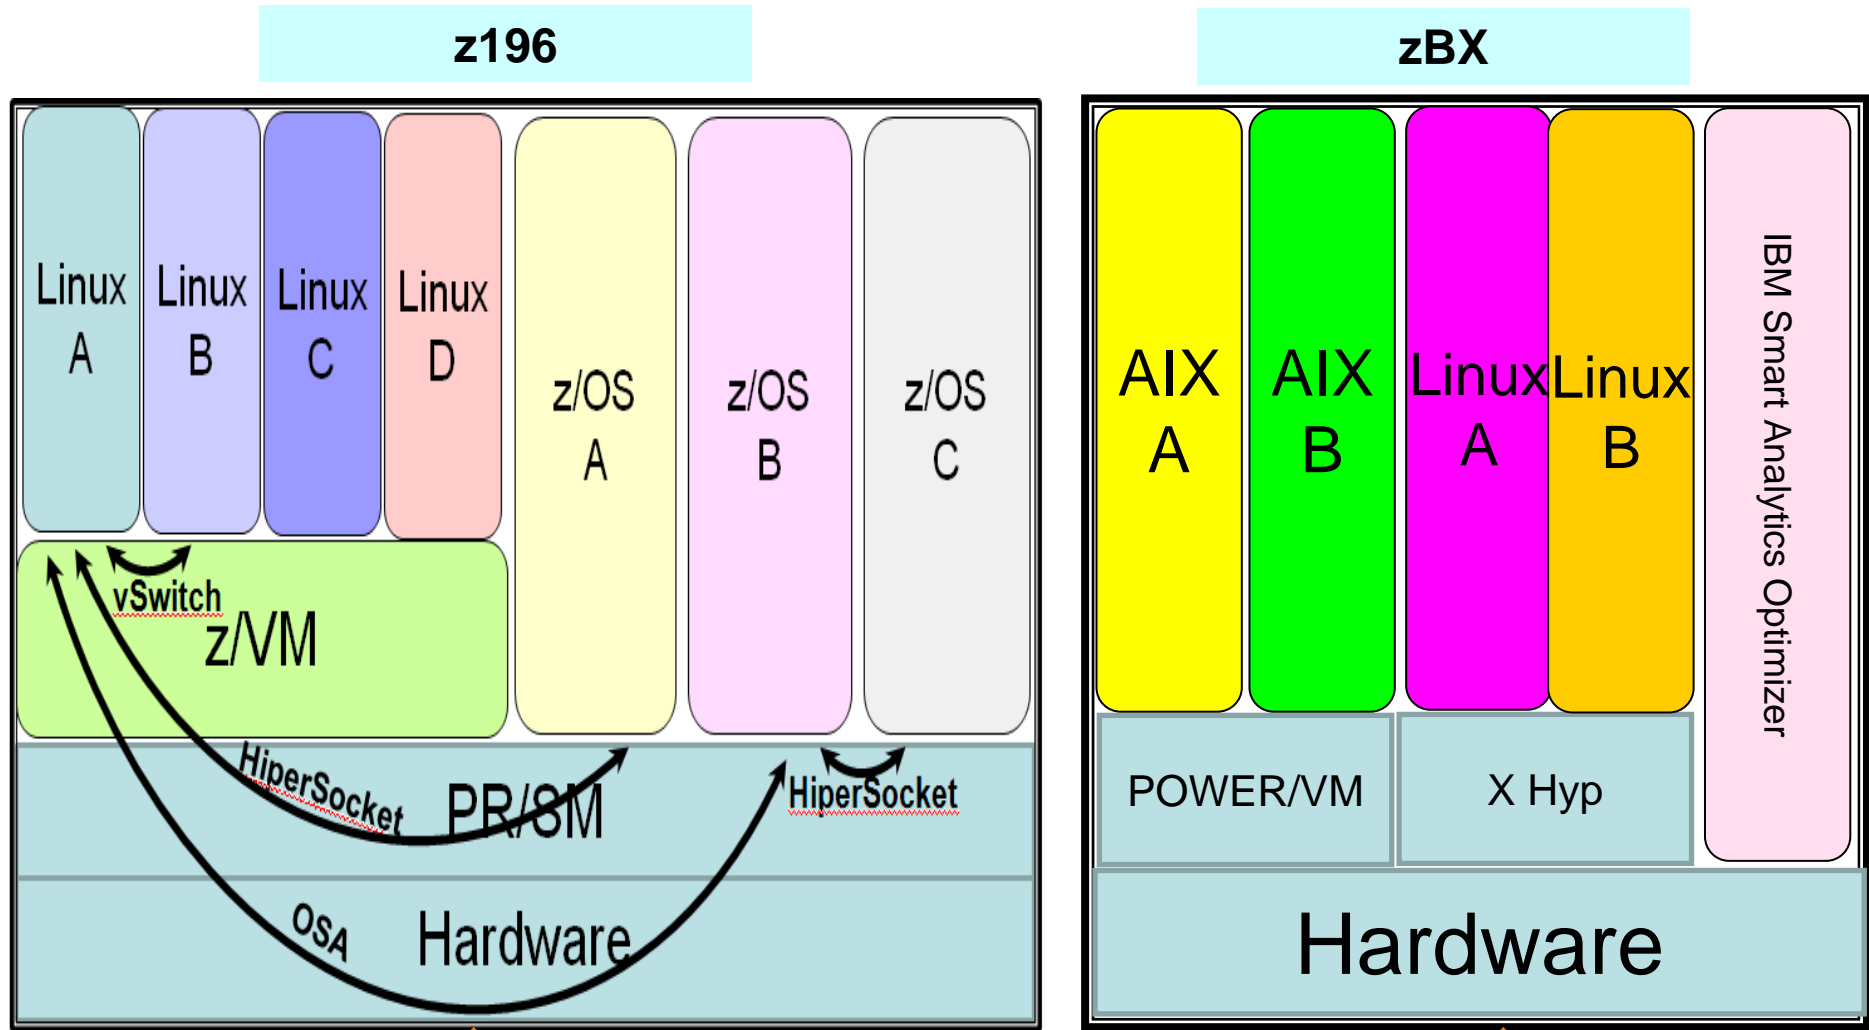 z196
zBX
Linux
A
Linux
B
Linux
C
Linux
D
z/OS
A
z/OS
B
z/OS
C
vSwitch
z/VM
HiperSocket
PR/SM
HiperSocket
OSA
Hardware
AIX
A
AIX
B
Linux
A
Linux
B
IBM Smart Analytics Optimizer
POWER/VM
X Hyp
Hardware